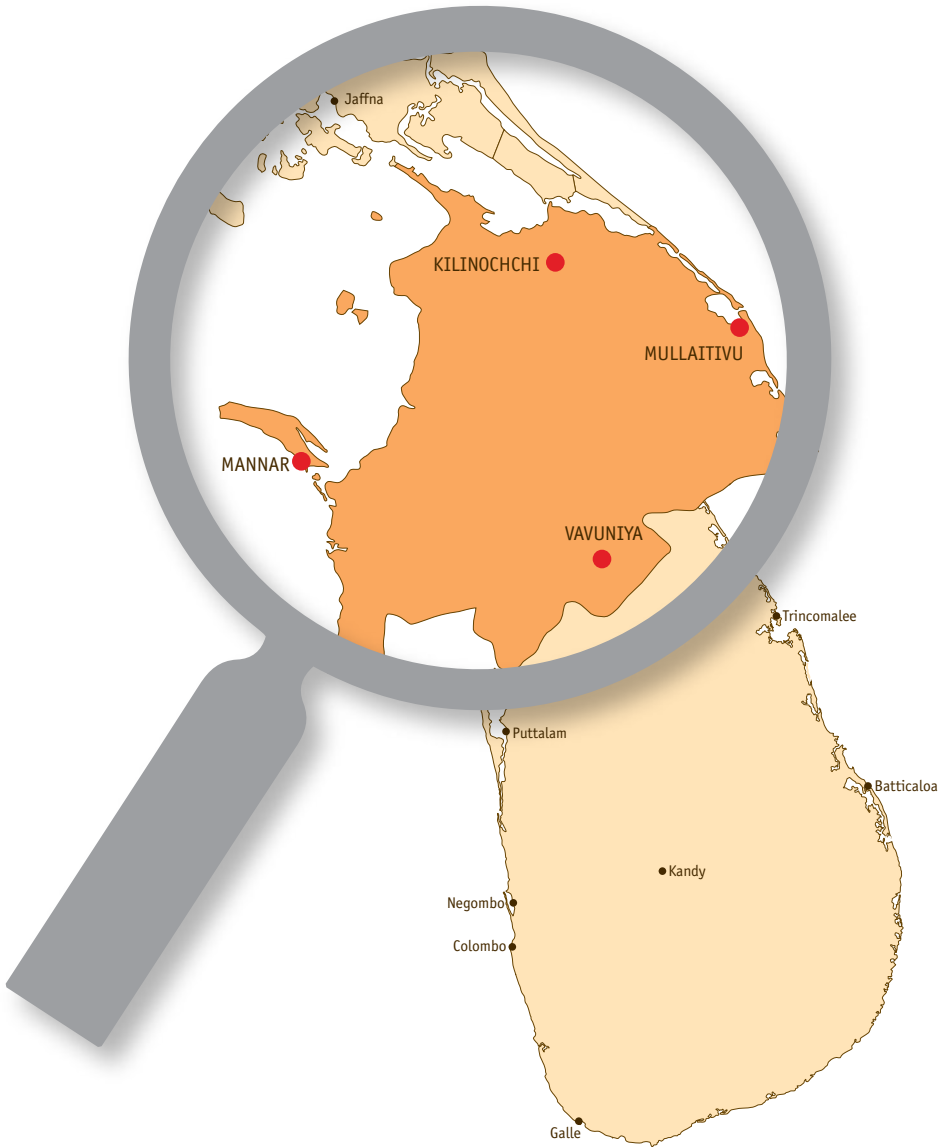 Jaffna
KILINOCHCHI
MULLAITIVU
MANNAR
VAVUNIYA
Trincomalee
Puttalam
Batticaloa
Kandy
Negombo
Colombo
Galle